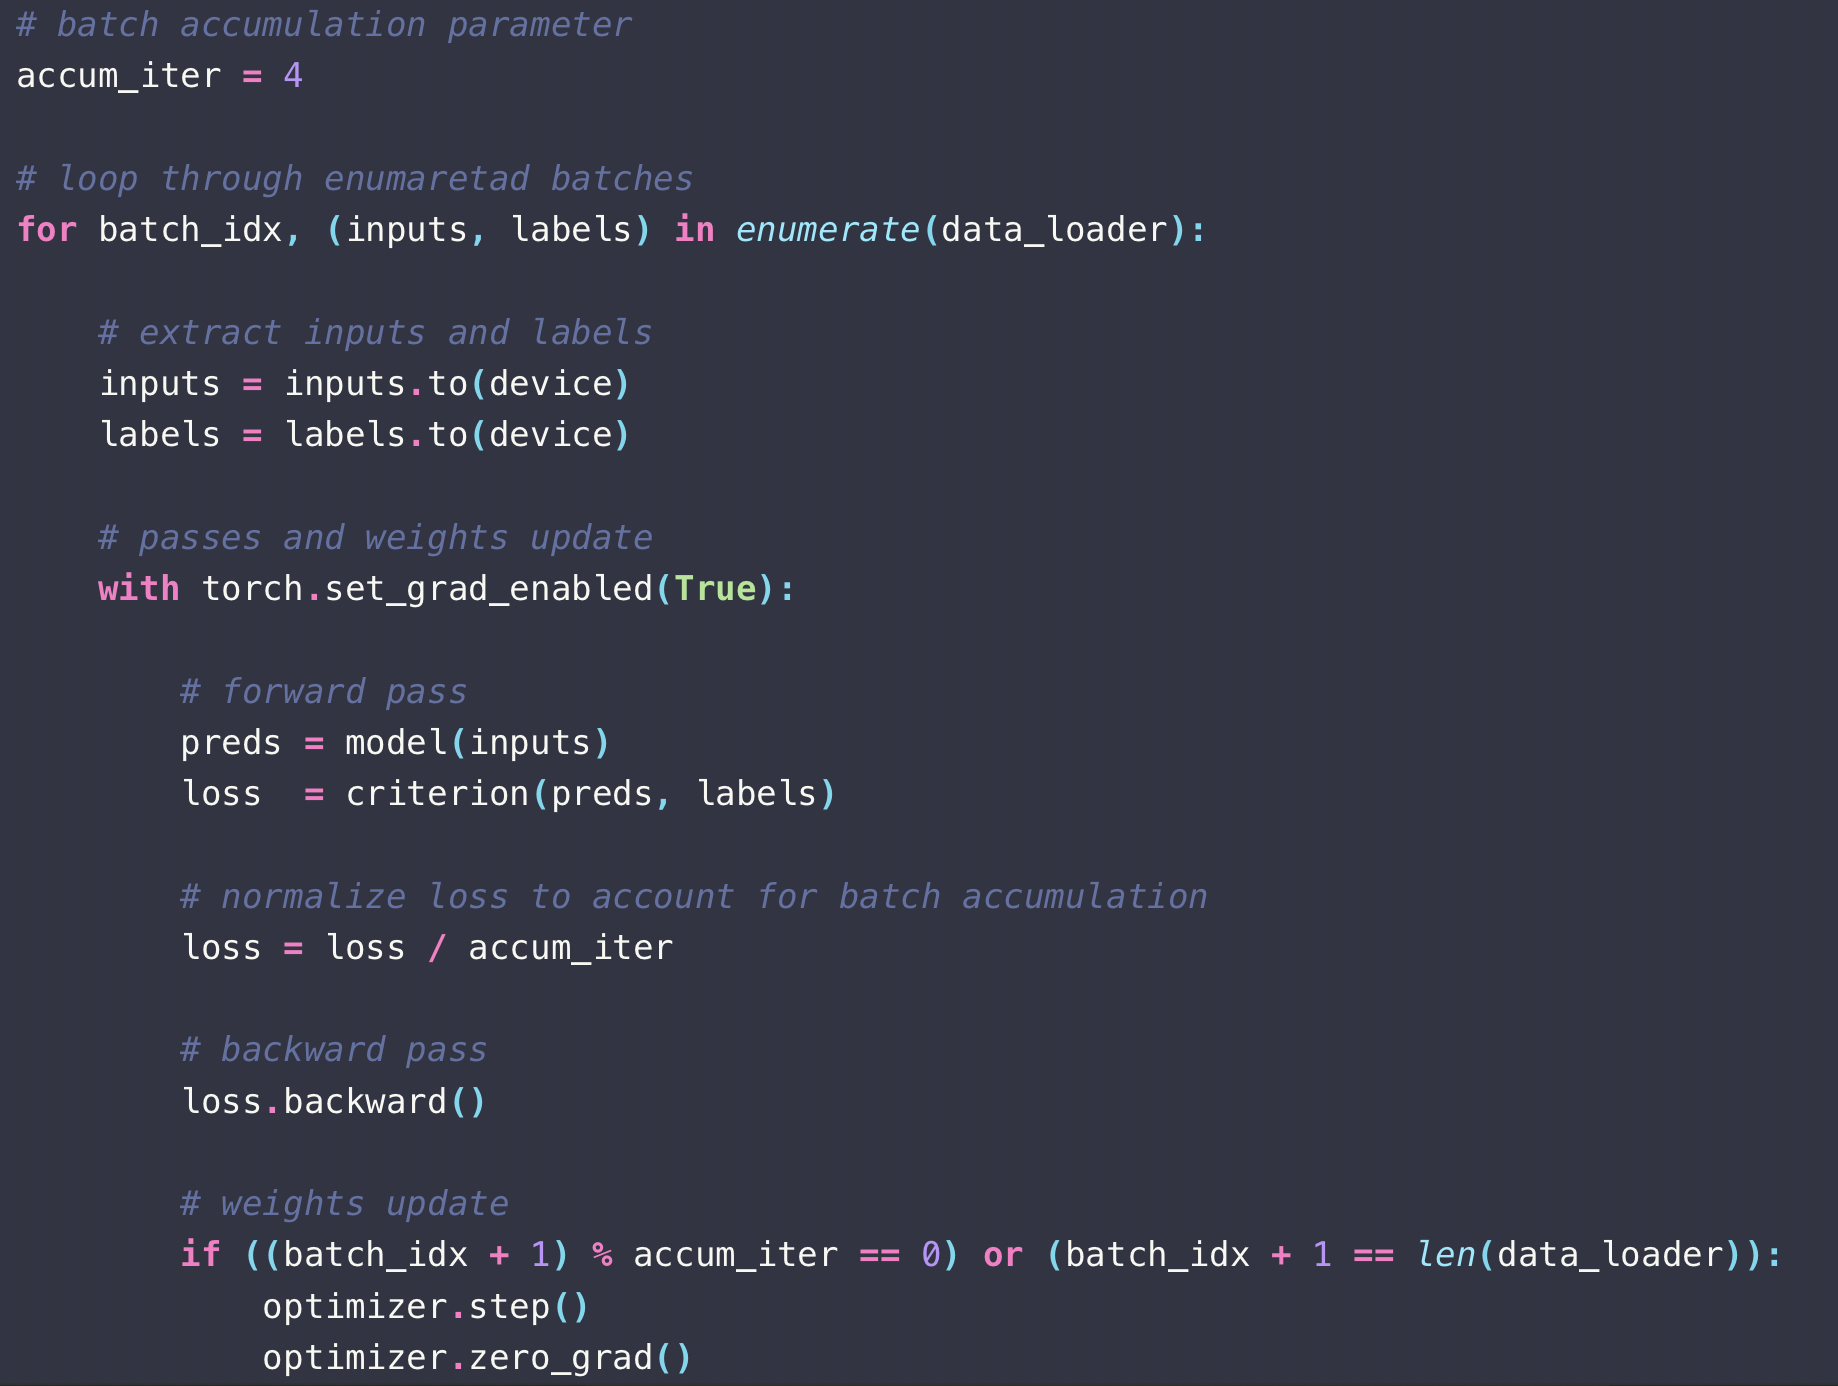 # batch accumulation parameter
accum_iter = 4
# loop through enumaretad batches
for batch_idx, (inputs, labels) in enumerate(data_loader):
    # extract inputs and labels
    inputs = inputs.to(device)
    labels = labels.to(device)
    # passes and weights update
    with torch.set_grad_enabled(True):
        # forward pass
        preds = model(inputs)
        loss  = criterion(preds, labels)
        # normalize loss to account for batch accumulation
        loss = loss / accum_iter
        # backward pass
        loss.backward()
        # weights update
        if ((batch_idx + 1) % accum_iter == 0) or (batch_idx + 1 == len(data_loader)):
            optimizer.step()
            optimizer.zero_grad()